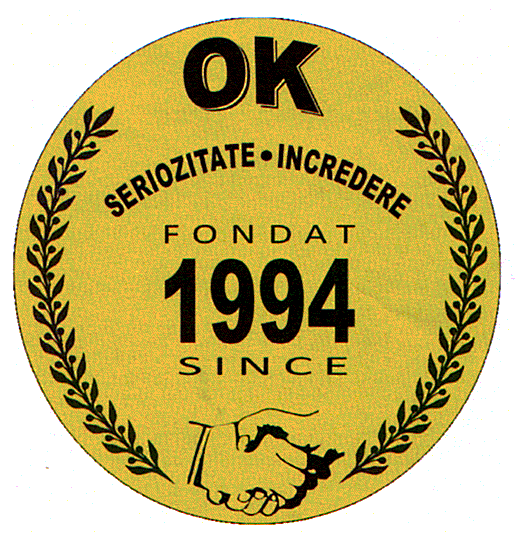 OK
SERIOZITATE • INCREDERE
FONDAT
1994
SINCE